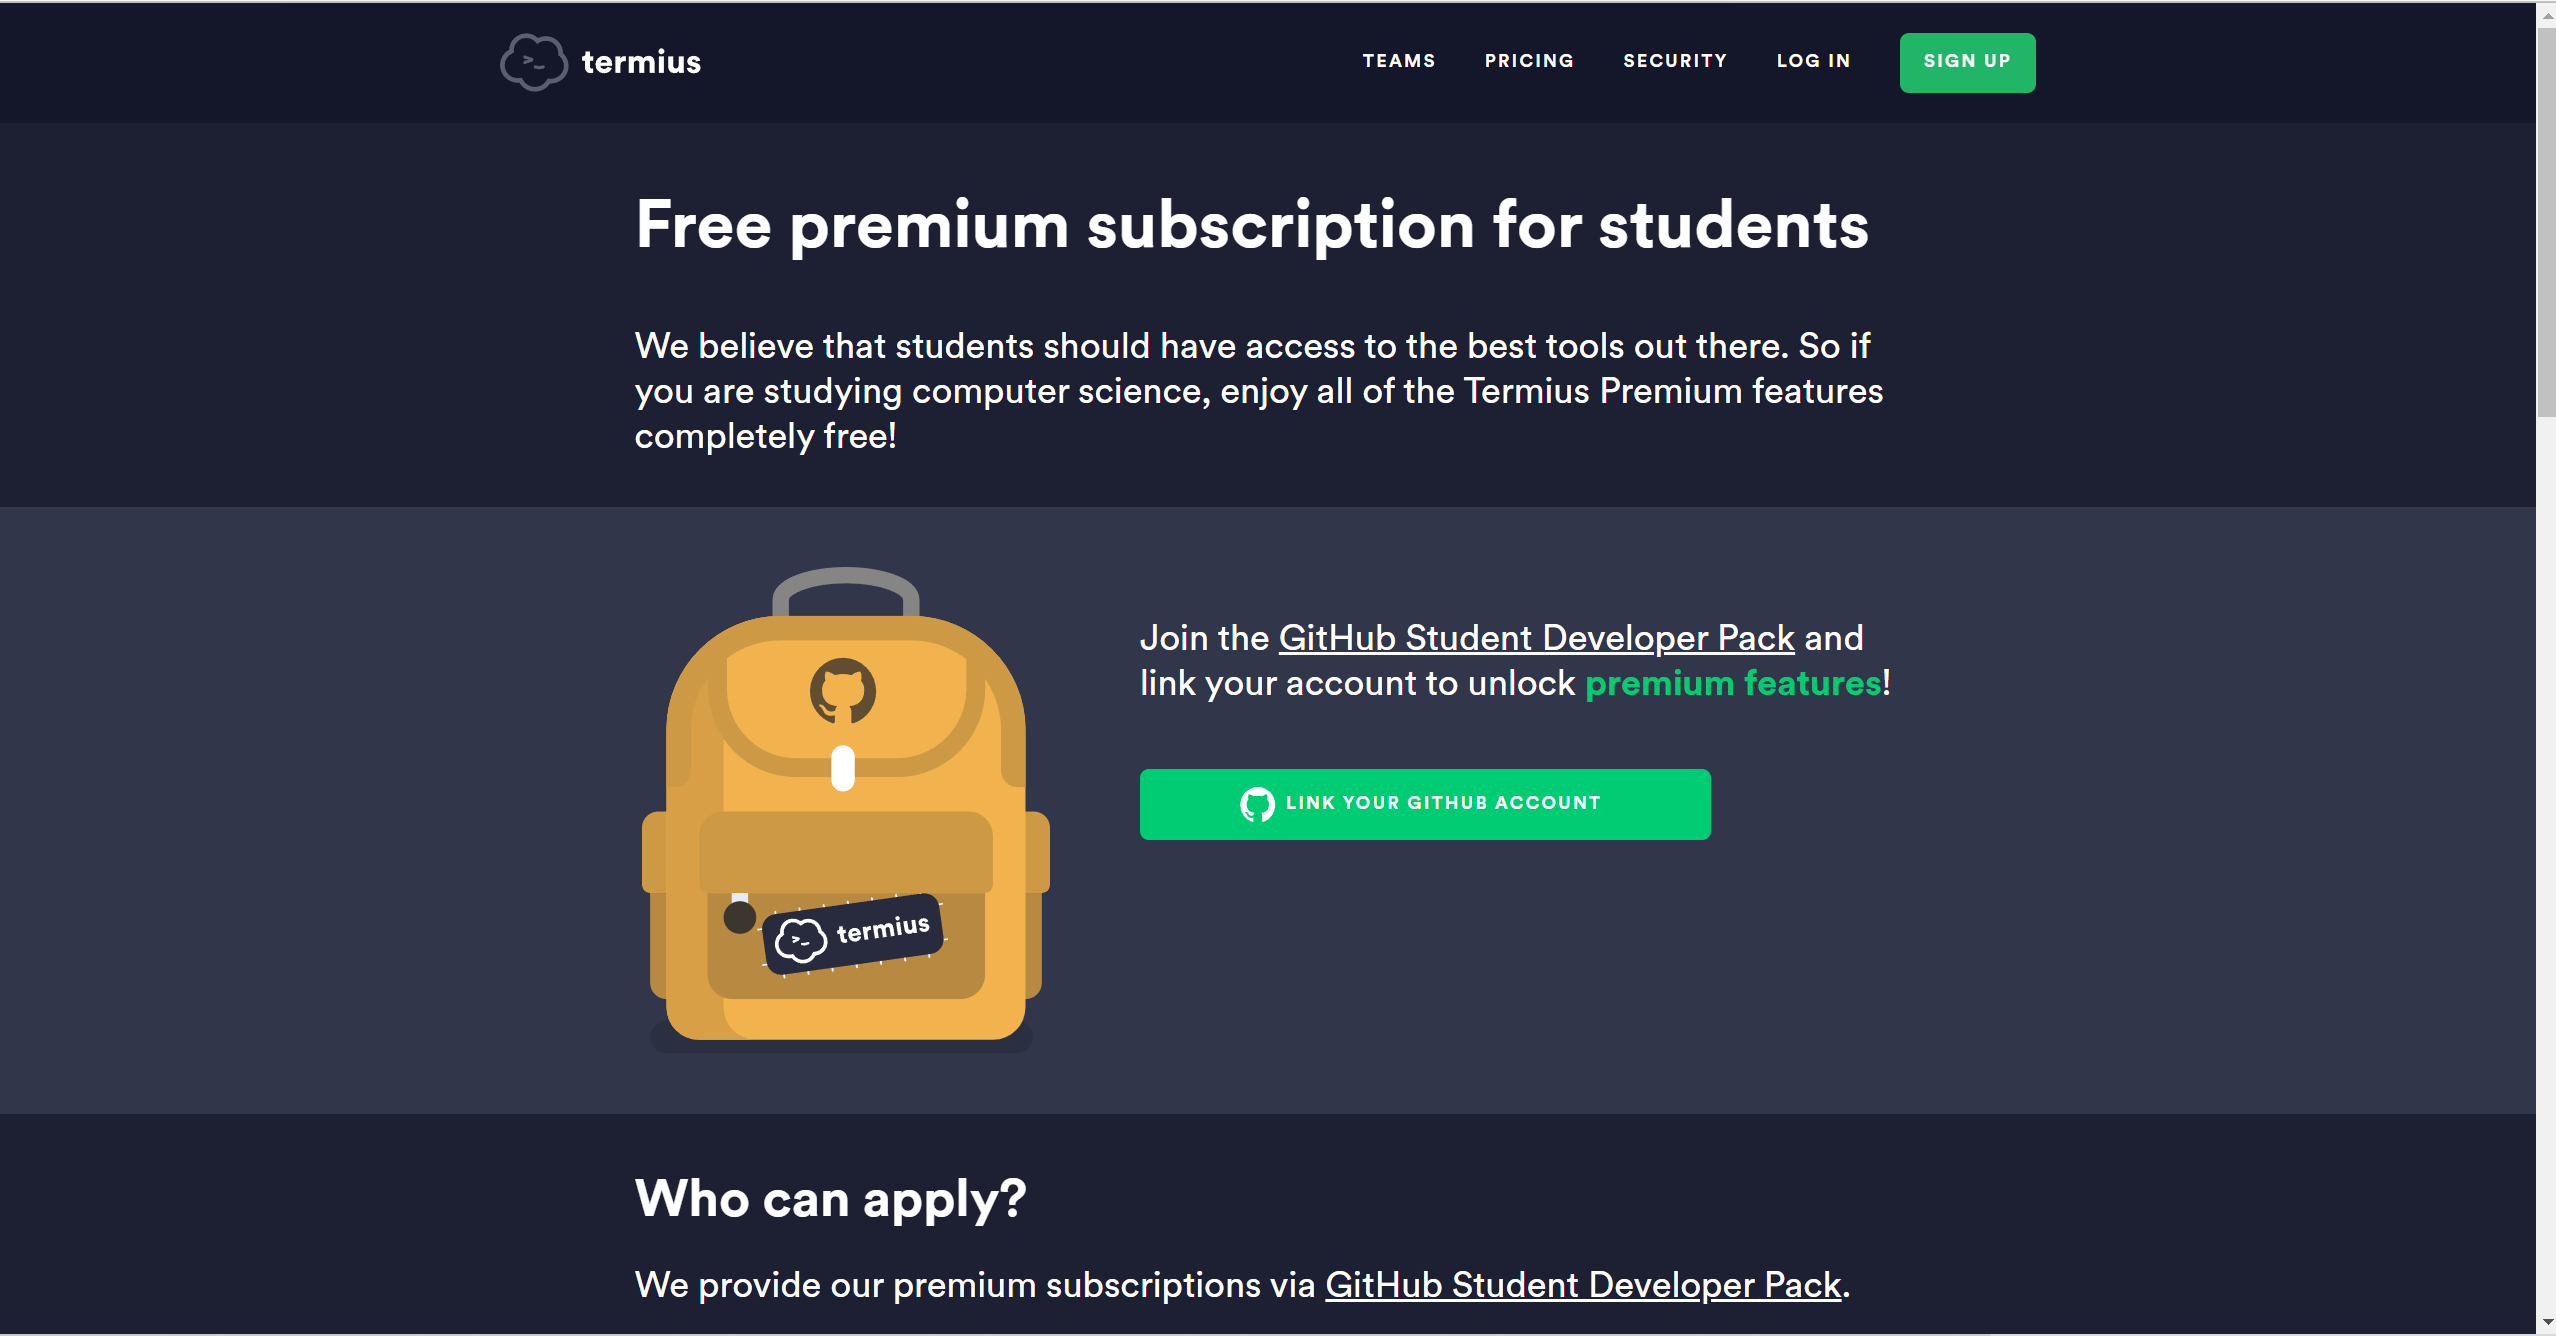 termius
TEAMS PRICING SECURITY LOG IN SIGN UP
Free premium subscription for students
We believe that students should have access to the best tools out there. So if
you are studying computer science, enjoy all of the Termius Premium features
completely free!
Join the GitHub Student Developer Pack and
link your account to unlock premium features!
LINK YOUR GITHUB ACCOUNT
termius
Who can apply?
We provide our premium subscriptions via GitHub Student Developer Pack.